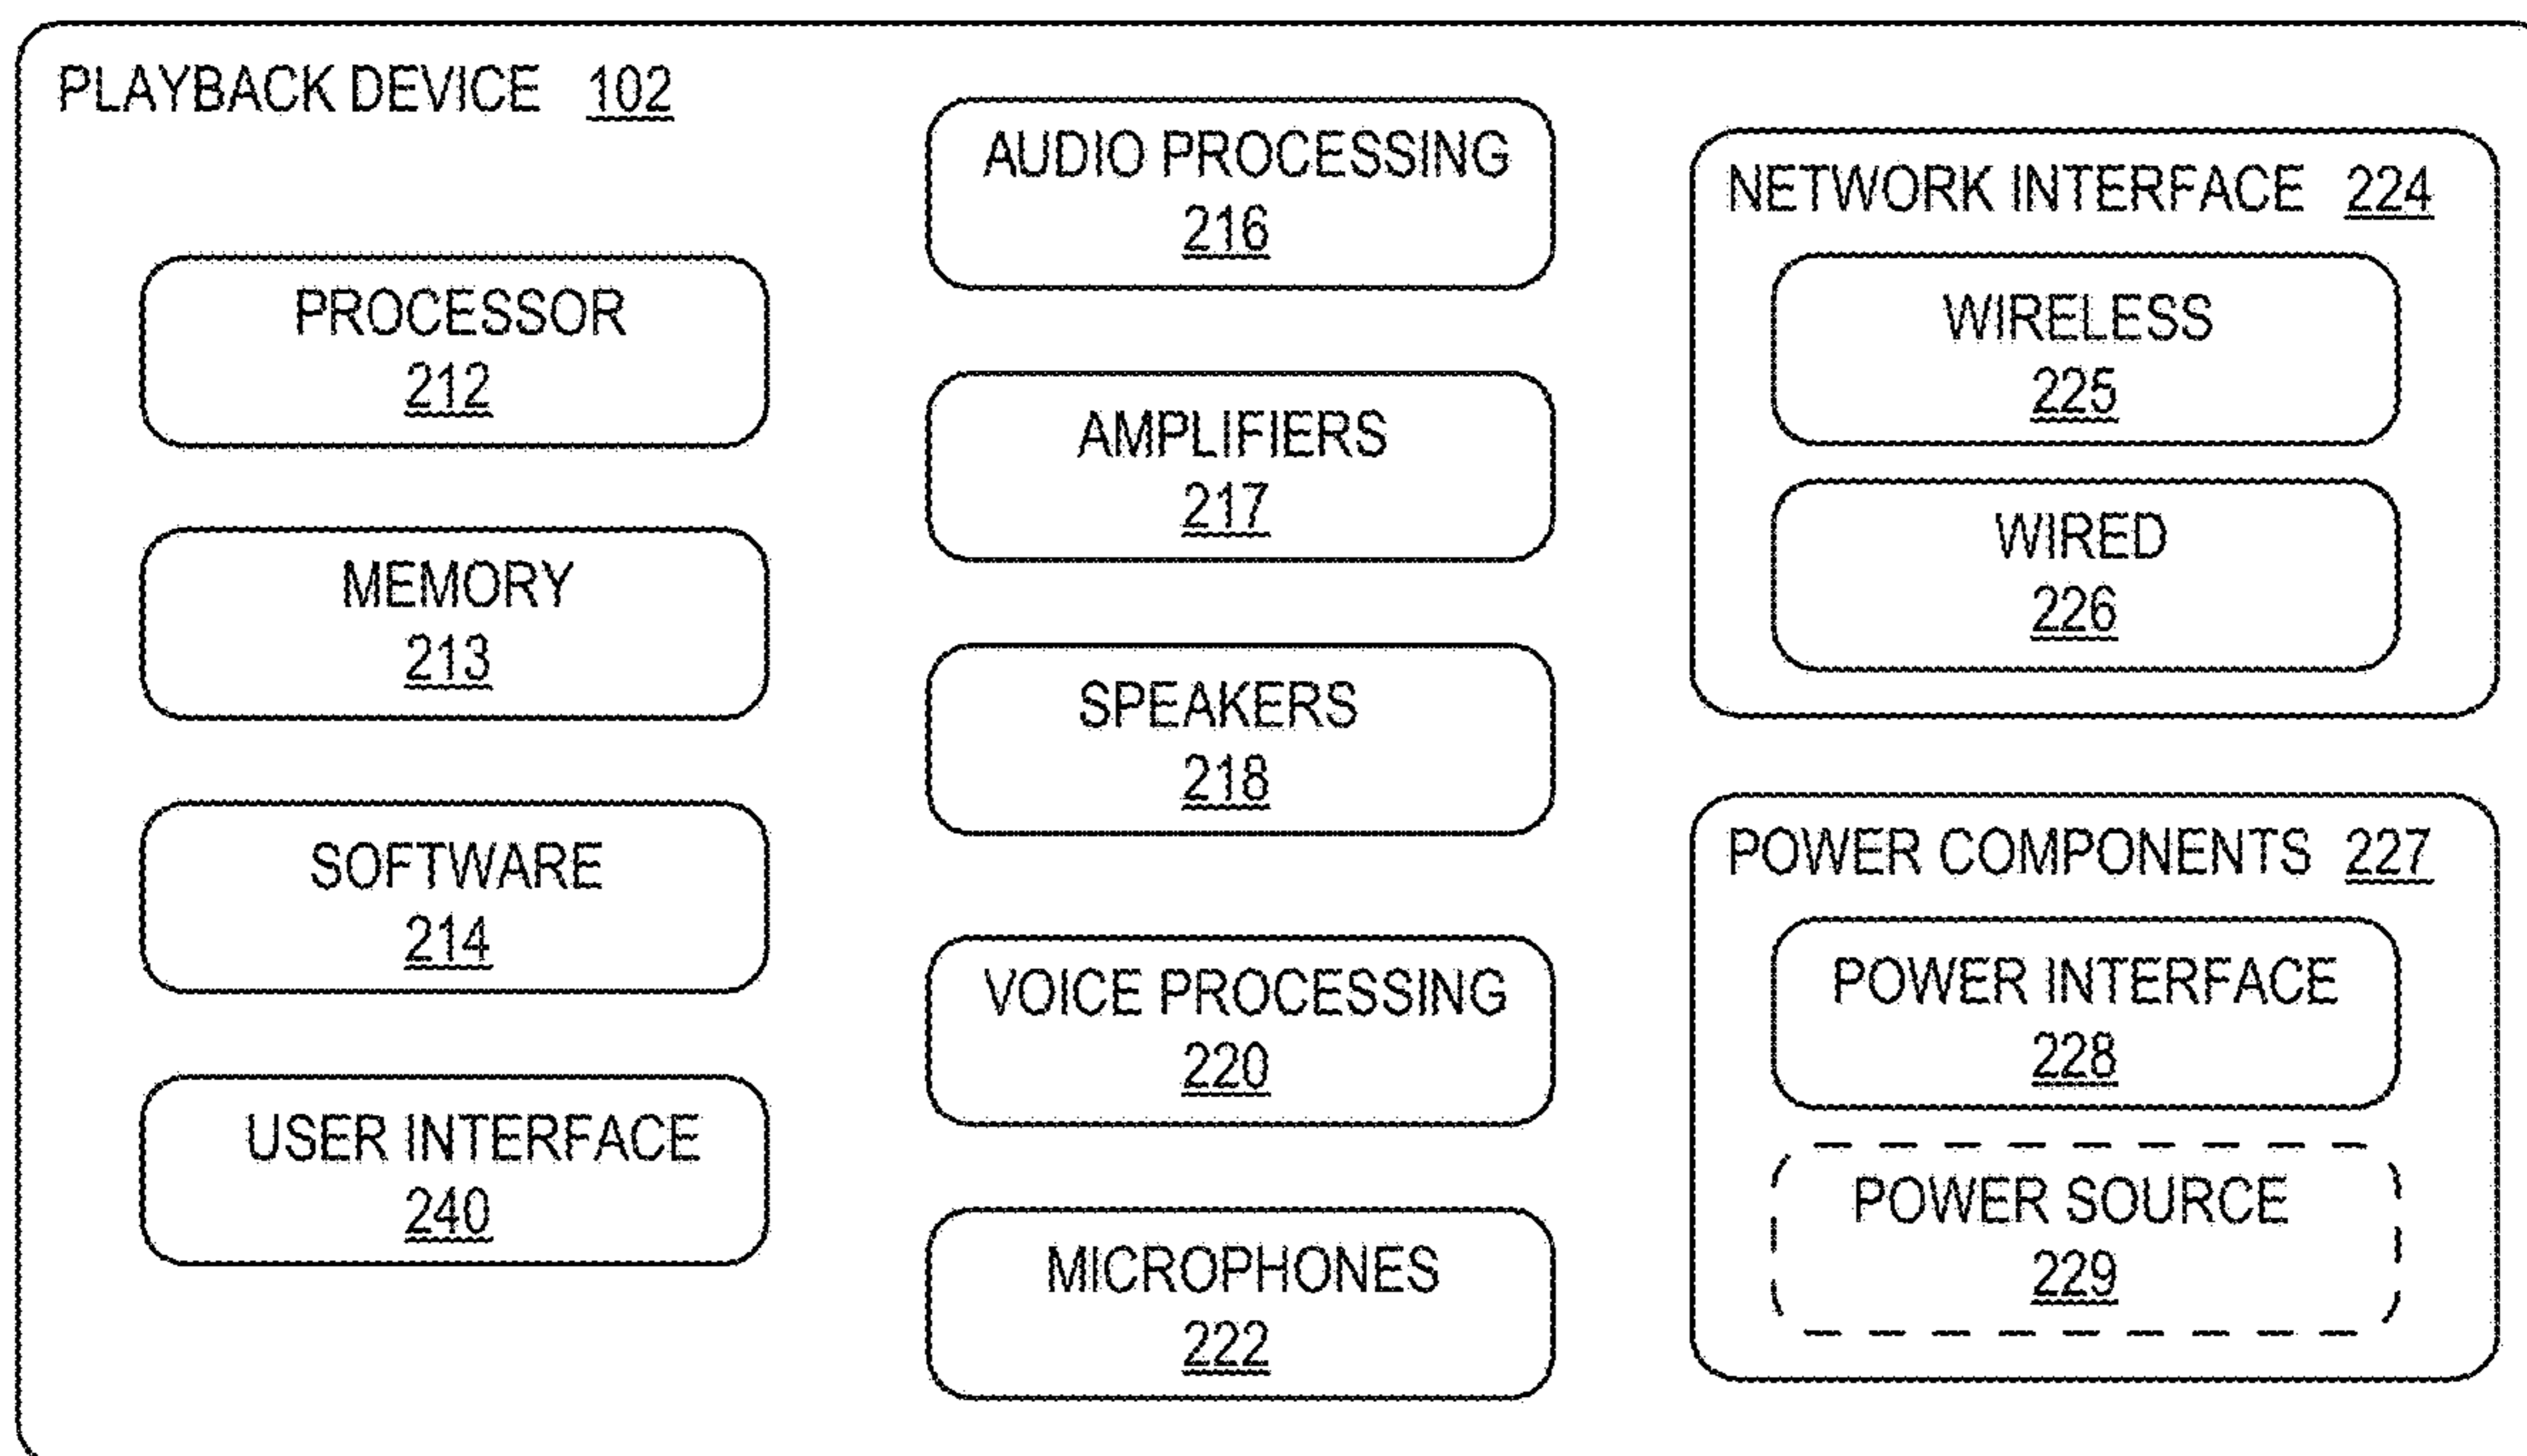 PLAYBACK DEVICE 102
PROCESSOR
212
MEMORY
213
SOFTWARE
214
USER INTERFACE
240
AUDIO PROCESSING
216
AMPLIFIERS
217
SPEAKERS
218
VOICE PROCESSING
220
MICROPHONES
222
NETWORK INTERFACE 224
WIRELESS
225
WIRED
226
POWER COMPONENTS 227
POWER INTERFACE
228
POWER SOURCE
229